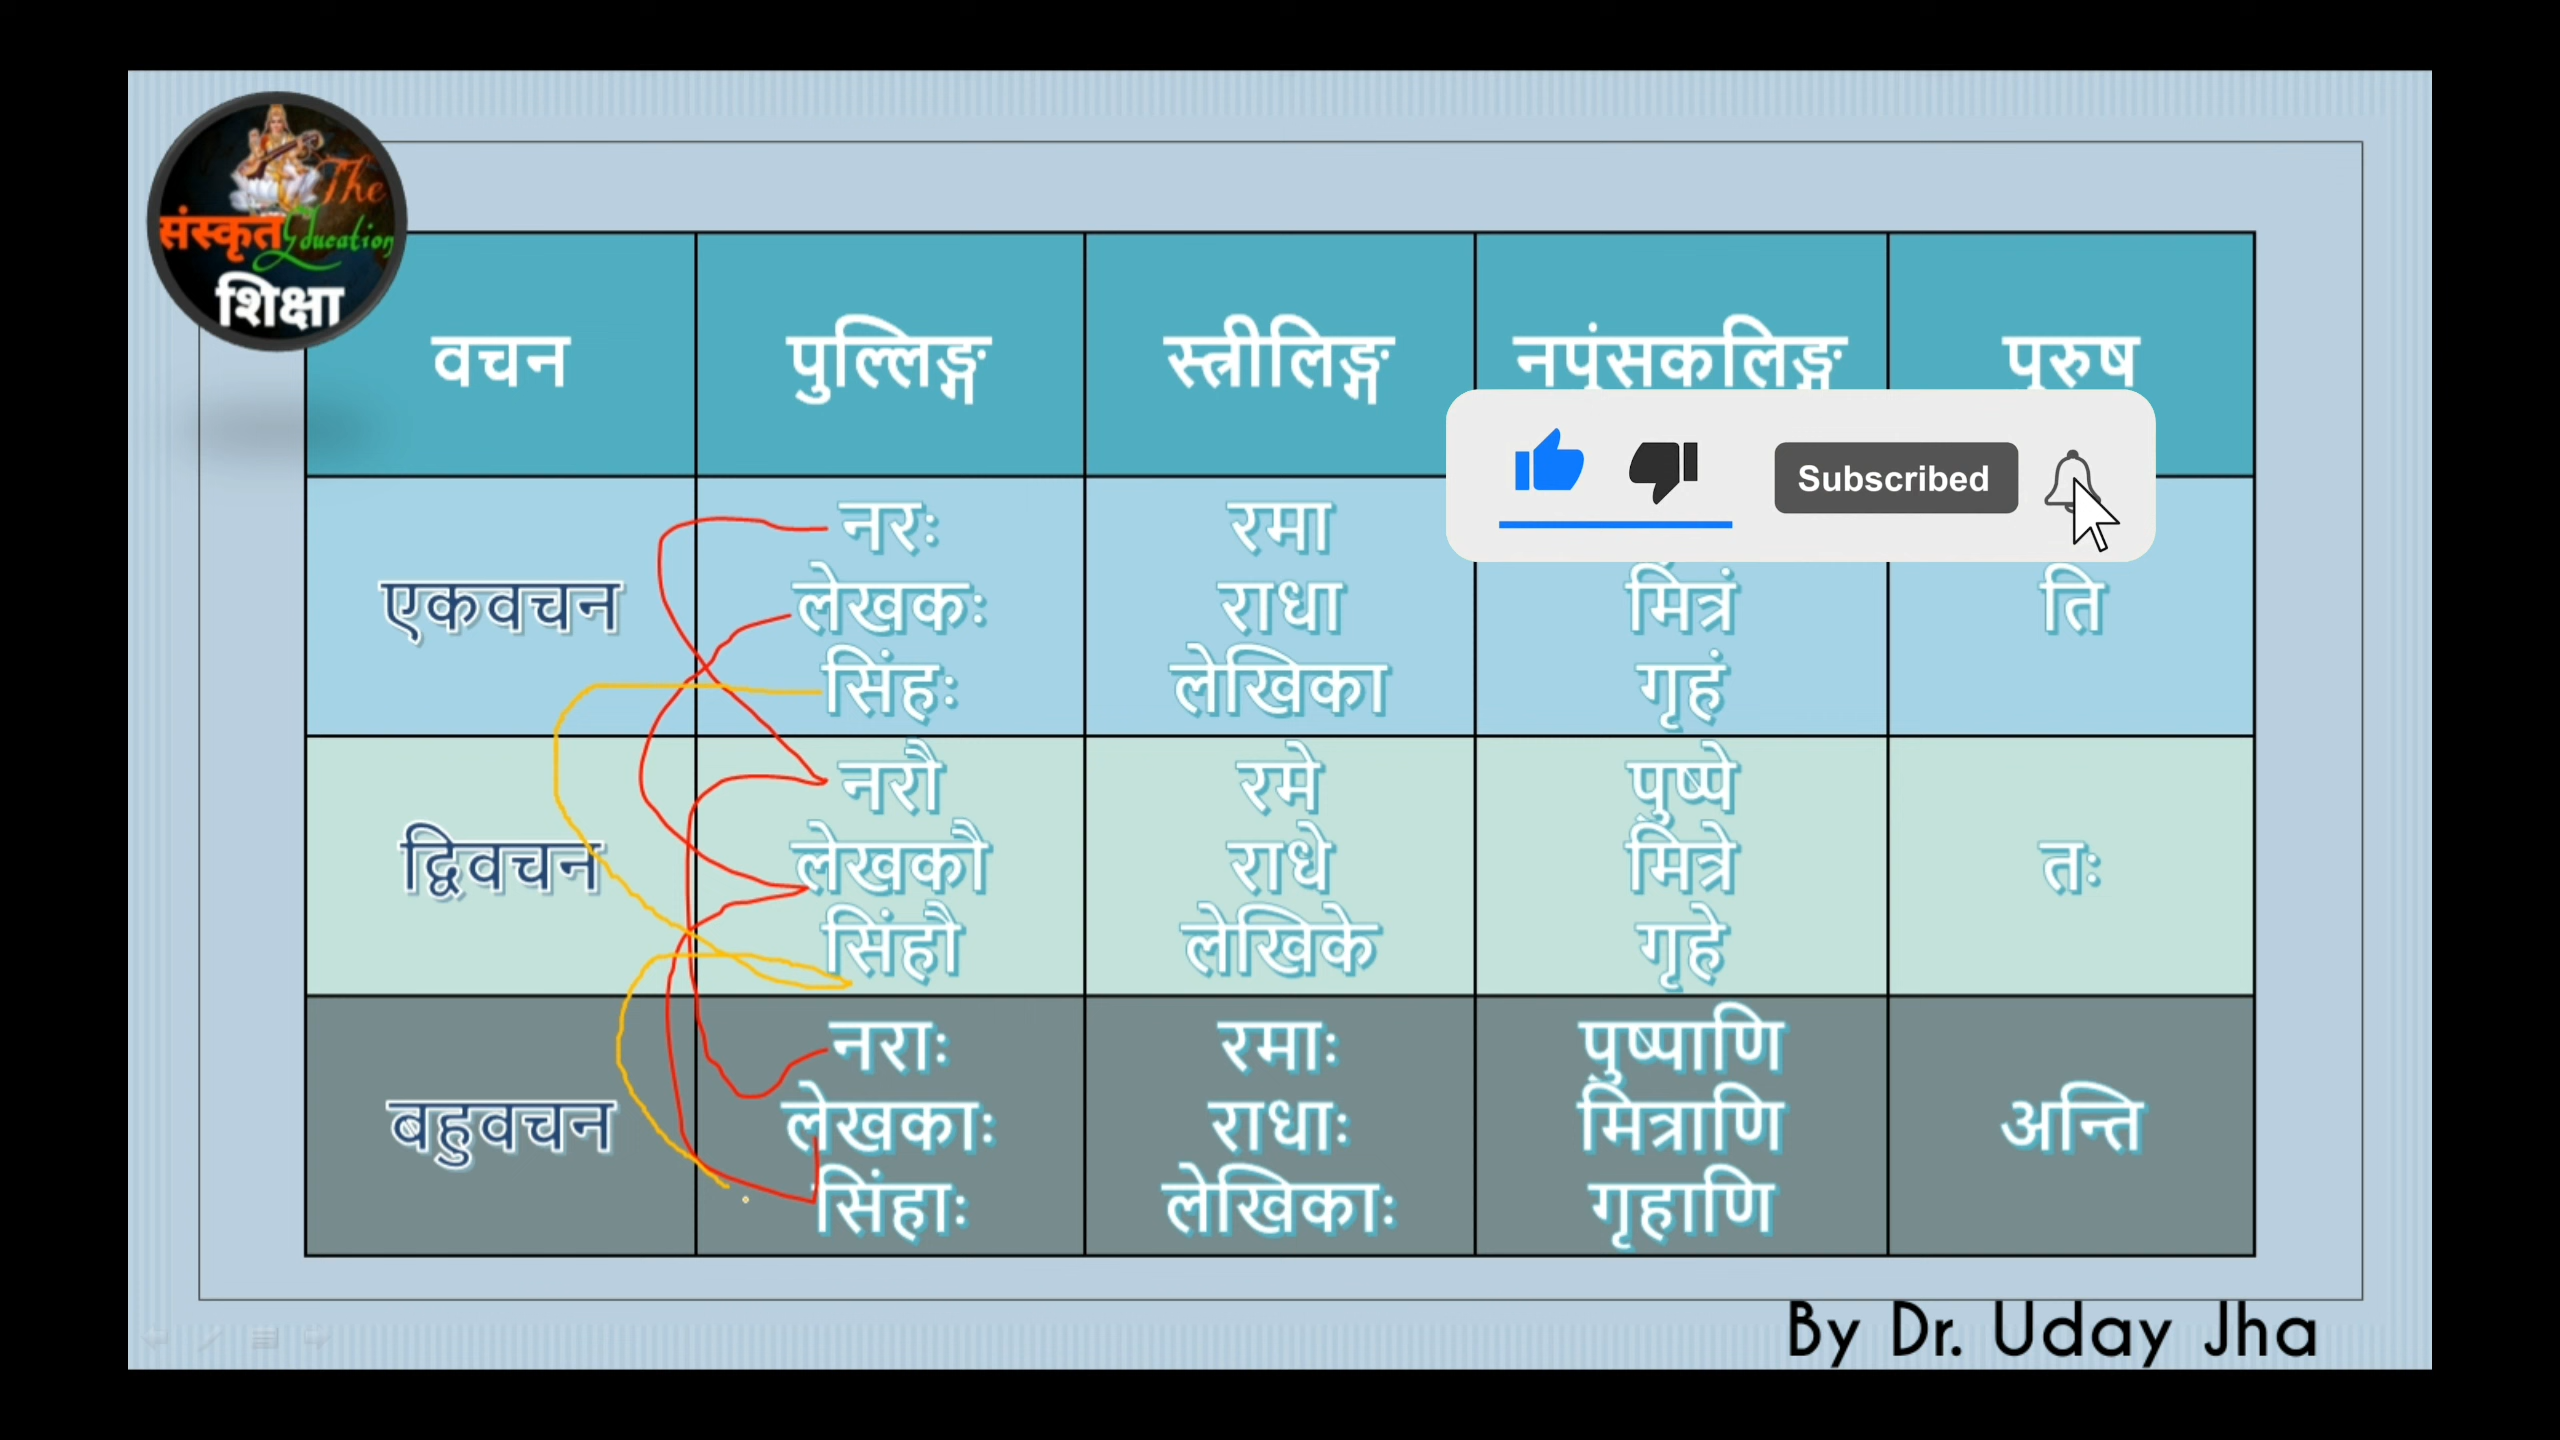 The
संस्कृत Education
शिक्षा
वचन पुल्लिङ्ग स्त्रीलिङ्ग नपुंसकलिङ्ग पुरुष
Subscribed
एकवचन
नरः
लेखकः
सिंहः
रमा
राधा
लेखिका
मित्रं
गृहं
ति
द्विवचन
नरौ
लेखकौ
सिंहौ
रमे
राधे
लेखिके
पुष्पे
मित्रे
गृहे
तः
बहुवचन
नराः
लेखकाः
सिंहाः
रमाः
राधाः
लेखिकाः
पुष्पाणि
मित्राणि
गृहाणि
अन्ति
By Dr. Uday Jha